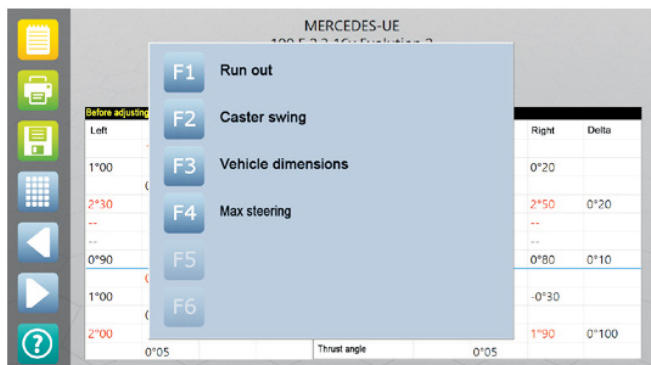 MERCEDES-UE
F1 Run out
F2 Caster swing
F3 Vehicle dimensions
F4 Max steering
F5
F6
Before adjusting
Left Right Delta
1°00 0°20
2°30 2°50 0°20
-- --
-- --
0°90 0°80 0°10
1°00 -0°30
2°00 1°90 0°100
0°05 Thrust angle 0°05
?